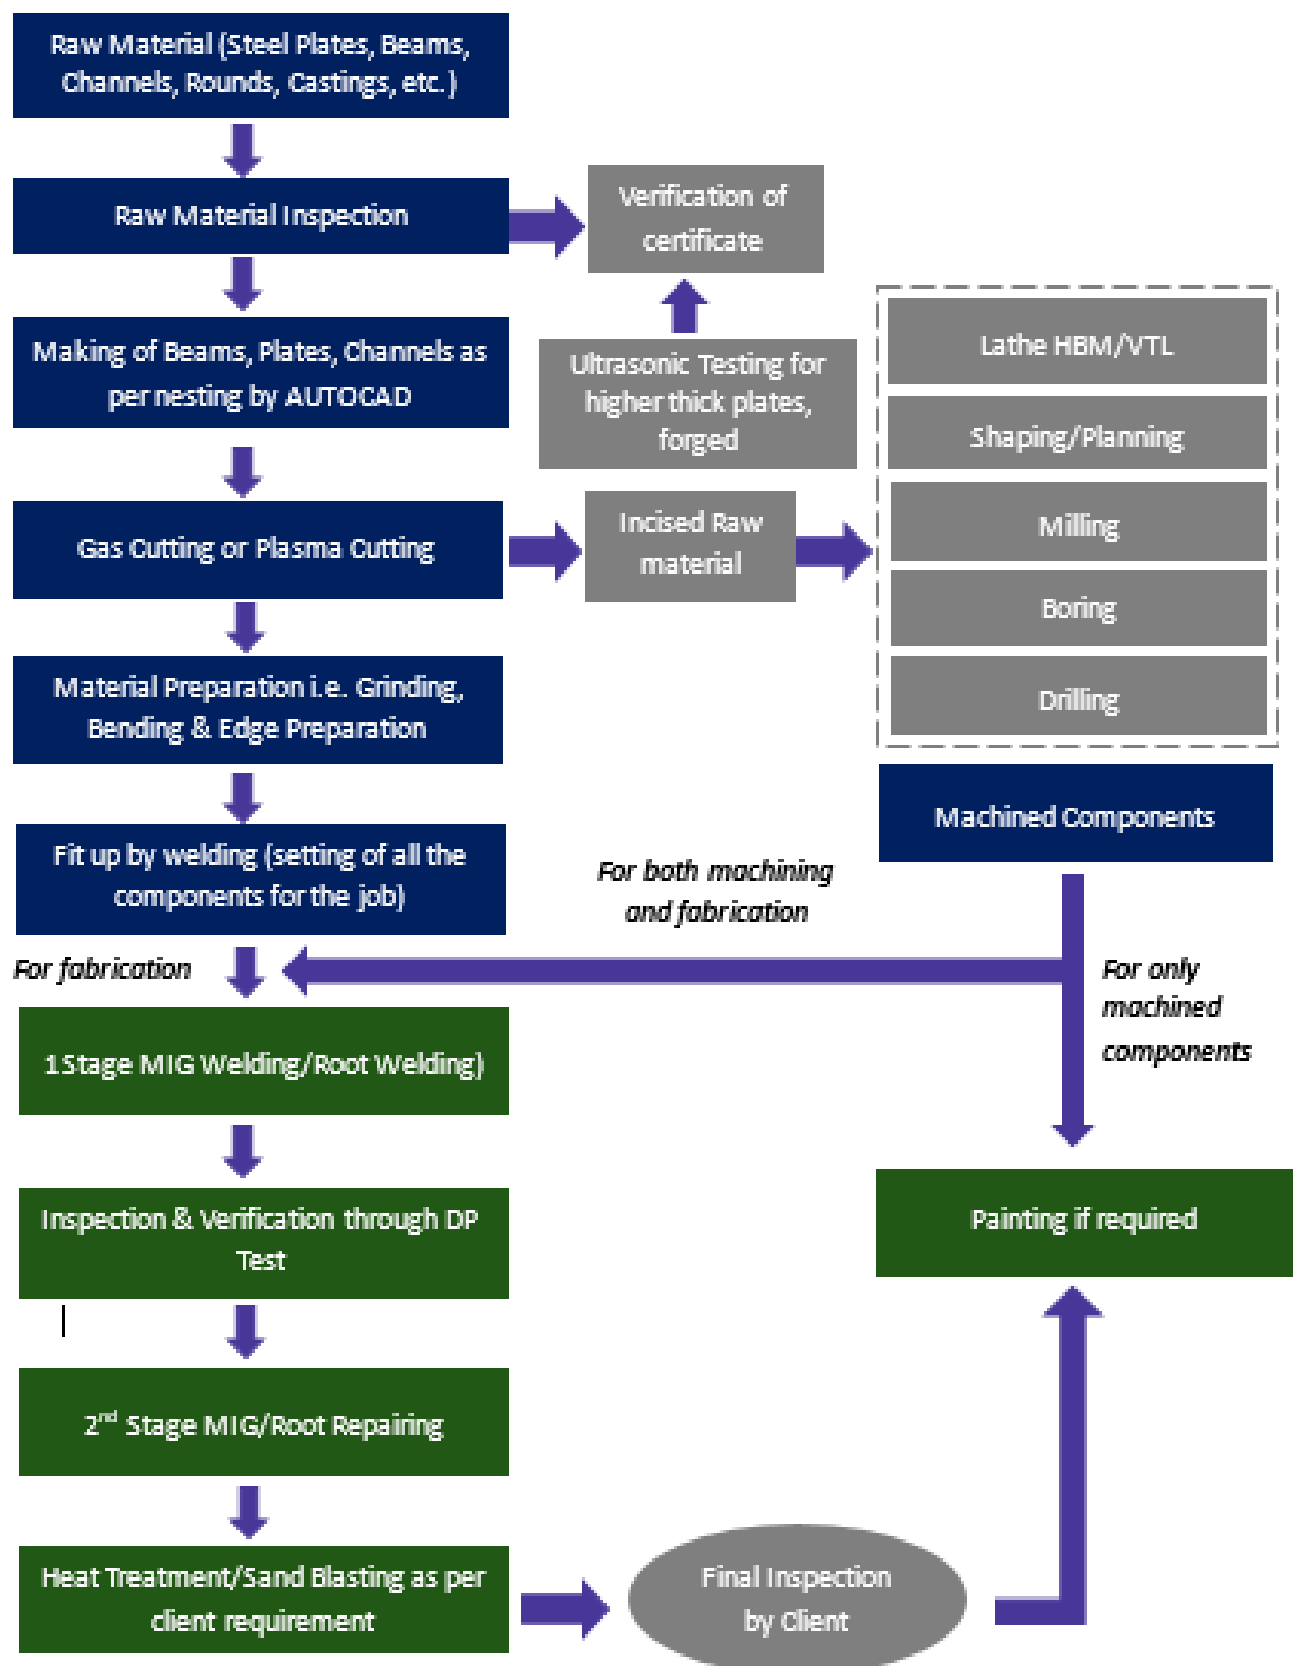 Raw Material (Steel Plates, Beams,
Channels, Rounds, Castings, etc.)
Raw Material Inspection
Verification of
certificate
Making of Beams, Plates, Channels as
per nesting by AUTOCAD
Ultrasonic Testing for
higher thick plates,
forged
Lathe HBM/VTL
Shaping/Planning
Milling
Boring
Drilling
Gas Cutting or Plasma Cutting
Incised Raw
material
Material Preparation i.e. Grinding,
Bending & Edge Preparation
Machined Components
Fit up by welding (setting of all the
components for the job)
For both machining
and fabrication
For fabrication
For only
machined
components
1Stage MIG Welding/Root Welding)
Inspection & Verification through DP
Test
Painting if required
2nd Stage MIG/Root Repairing
Heat Treatment/Sand Blasting as per
client requirement
Final Inspection
by Client